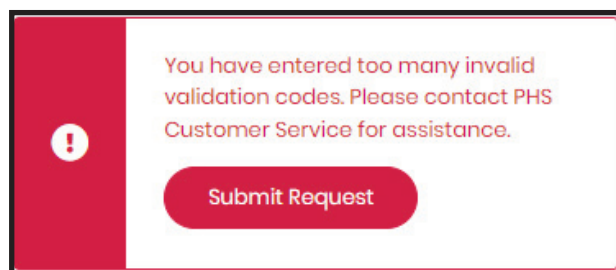 You have entered too many invalid
validation codes. Please contact PHS
Customer Service for assistance.
Submit Request